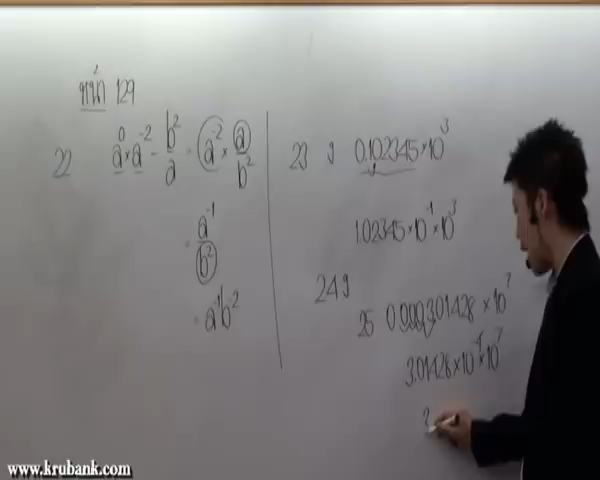 หน้า 129
22 a⁰ × a⁻² ÷ b²/a = a⁻² × a/b²
= a⁻¹/b²
= a⁻¹b⁻²
23 0.102345 × 10³
1.02345 × 10⁻¹ × 10³
24
25 0.000301428 × 10⁷
3.01428 × 10⁻⁴ × 10⁷
www.krubank.com